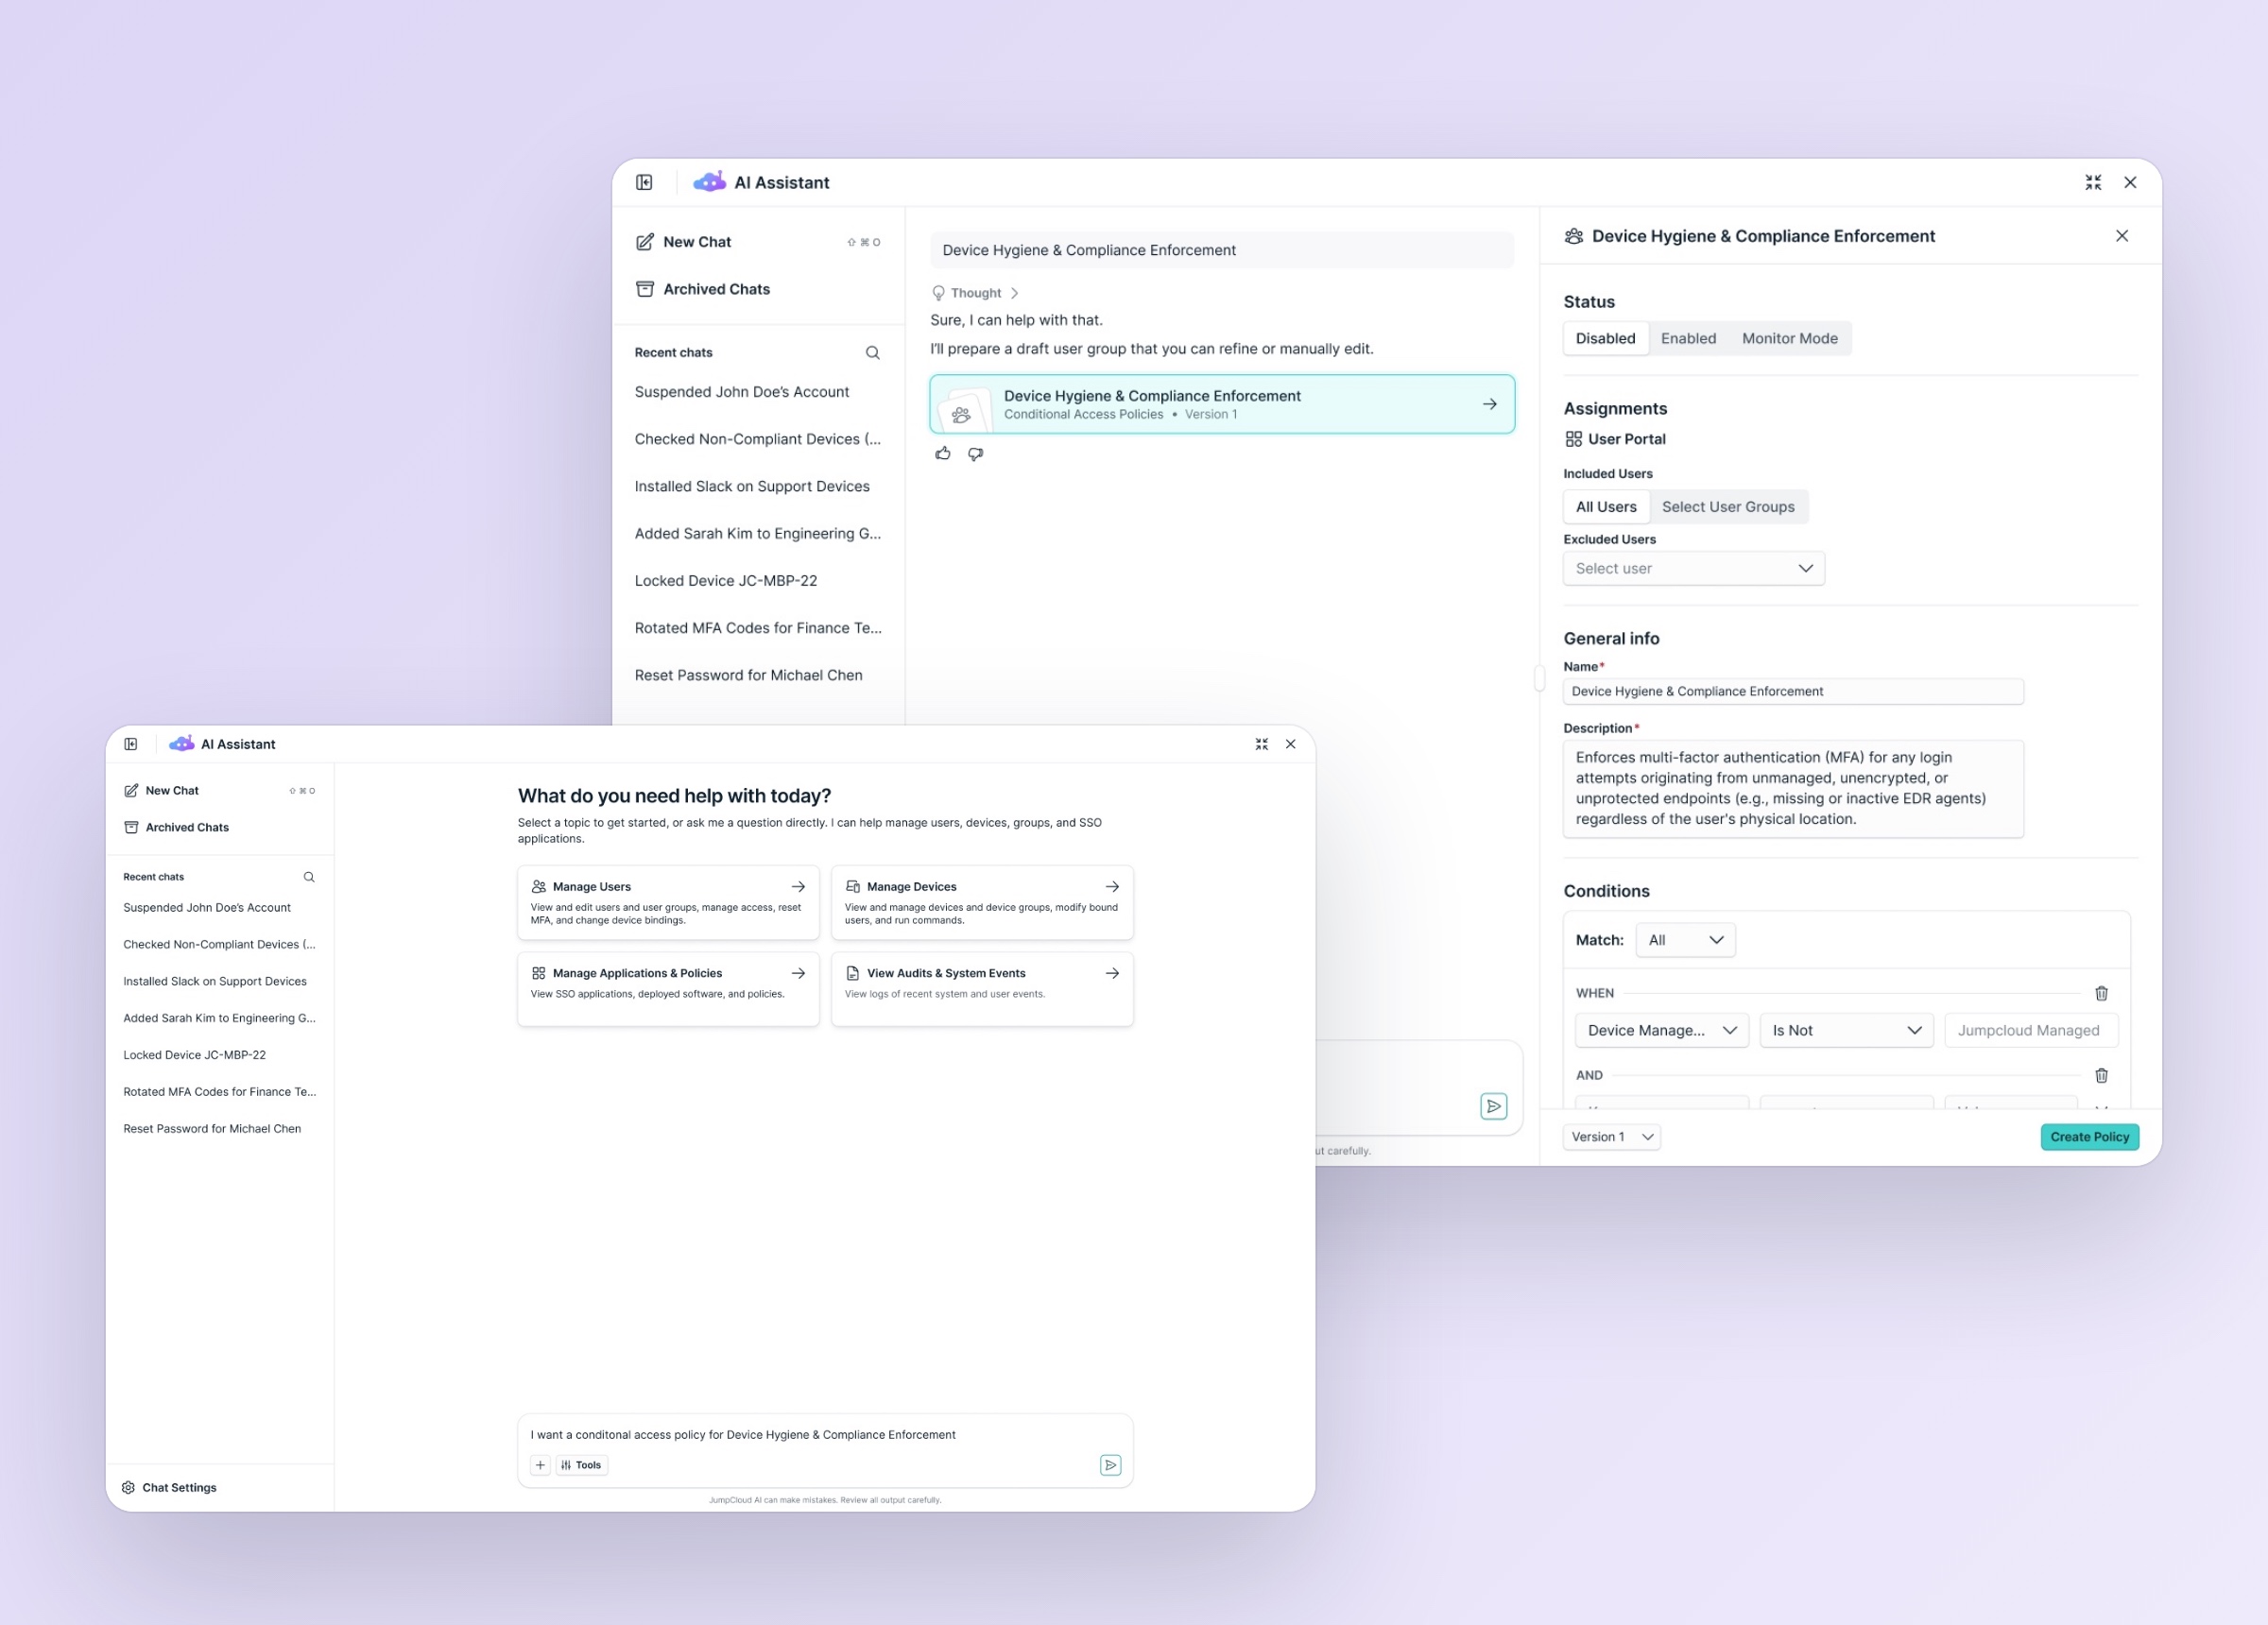 AI Assistant
New Chat
⇧ ⌘ O
Archived Chats
Recent chats
Suspended John Doe's Account
Checked Non-Compliant Devices (...
Installed Slack on Support Devices
Added Sarah Kim to Engineering G...
Locked Device JC-MBP-22
Rotated MFA Codes for Finance Te...
Reset Password for Michael Chen
Device Hygiene & Compliance Enforcement
Thought
Sure, I can help with that.
I'll prepare a draft user group that you can refine or manually edit.
Device Hygiene & Compliance Enforcement
Conditional Access Policies • Version 1
ut carefully.
Device Hygiene & Compliance Enforcement
Status
Disabled Enabled Monitor Mode
Assignments
User Portal
Included Users
All Users Select User Groups
Excluded Users
Select user
General info
Name*
Device Hygiene & Compliance Enforcement
Description*
Enforces multi-factor authentication (MFA) for any login
attempts originating from unmanaged, unencrypted, or
unprotected endpoints (e.g., missing or inactive EDR agents)
regardless of the user's physical location.
Conditions
Match: All
WHEN
Device Manage... Is Not Jumpcloud Managed
AND
Version 1
Create Policy
AI Assistant
New Chat
⇧ ⌘ O
Archived Chats
Recent chats
Suspended John Doe's Account
Checked Non-Compliant Devices (...
Installed Slack on Support Devices
Added Sarah Kim to Engineering G...
Locked Device JC-MBP-22
Rotated MFA Codes for Finance Te...
Reset Password for Michael Chen
Chat Settings
What do you need help with today?
Select a topic to get started, or ask me a question directly. I can help manage users, devices, groups, and SSO
applications.
Manage Users
View and edit users and user groups, manage access, reset
MFA, and change device bindings.
Manage Devices
View and manage devices and device groups, modify bound
users, and run commands.
Manage Applications & Policies
View SSO applications, deployed software, and policies.
View Audits & System Events
View logs of recent system and user events.
I want a conditonal access policy for Device Hygiene & Compliance Enforcement
Tools
JumpCloud AI can make mistakes. Review all output carefully.